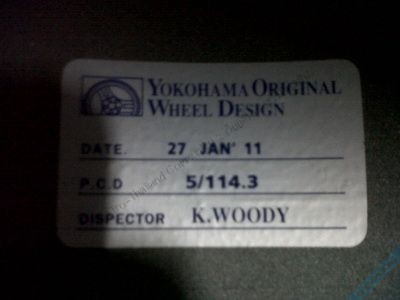 YOKOHAMA ORIGINAL
WHEEL DESIGN
DATE. 27 JAN' 11
P.C.D 5/114.3
DISPECTOR K.WOODY